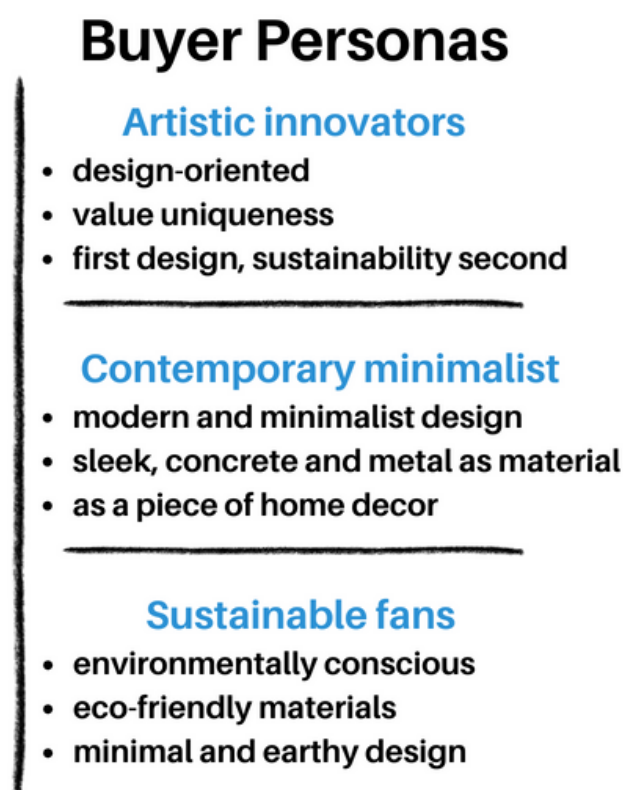 Buyer Personas
Artistic innovators
• design-oriented
• value uniqueness
• first design, sustainability second
Contemporary minimalist
• modern and minimalist design
• sleek, concrete and metal as material
• as a piece of home decor
Sustainable fans
• environmentally conscious
• eco-friendly materials
• minimal and earthy design